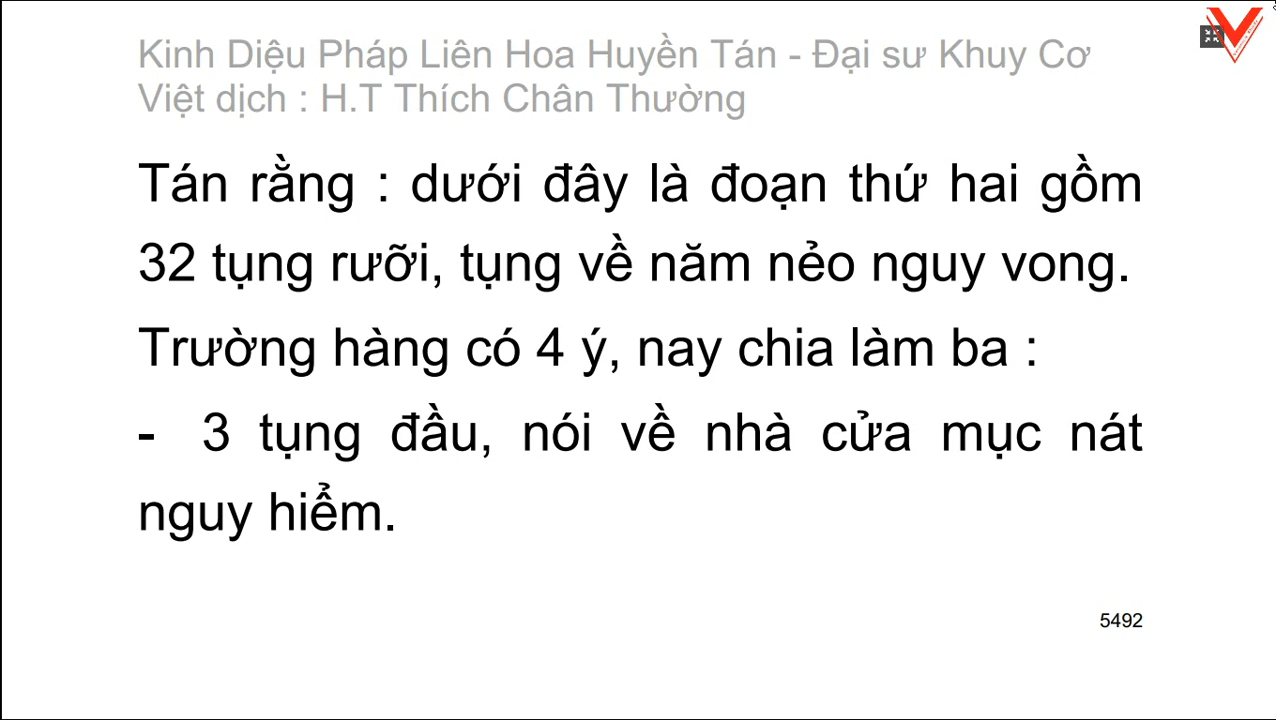 Kinh Diệu Pháp Liên Hoa Huyền Tán - Đại sư Khuy Cơ
Việt dịch : H.T Thích Chân Thường
Tán rằng : dưới đây là đoạn thứ hai gồm
32 tụng rưỡi, tụng về năm nẻo nguy vong.
Trường hàng có 4 ý, nay chia làm ba :
- 3 tụng đầu, nói về nhà cửa mục nát
nguy hiểm.
5492